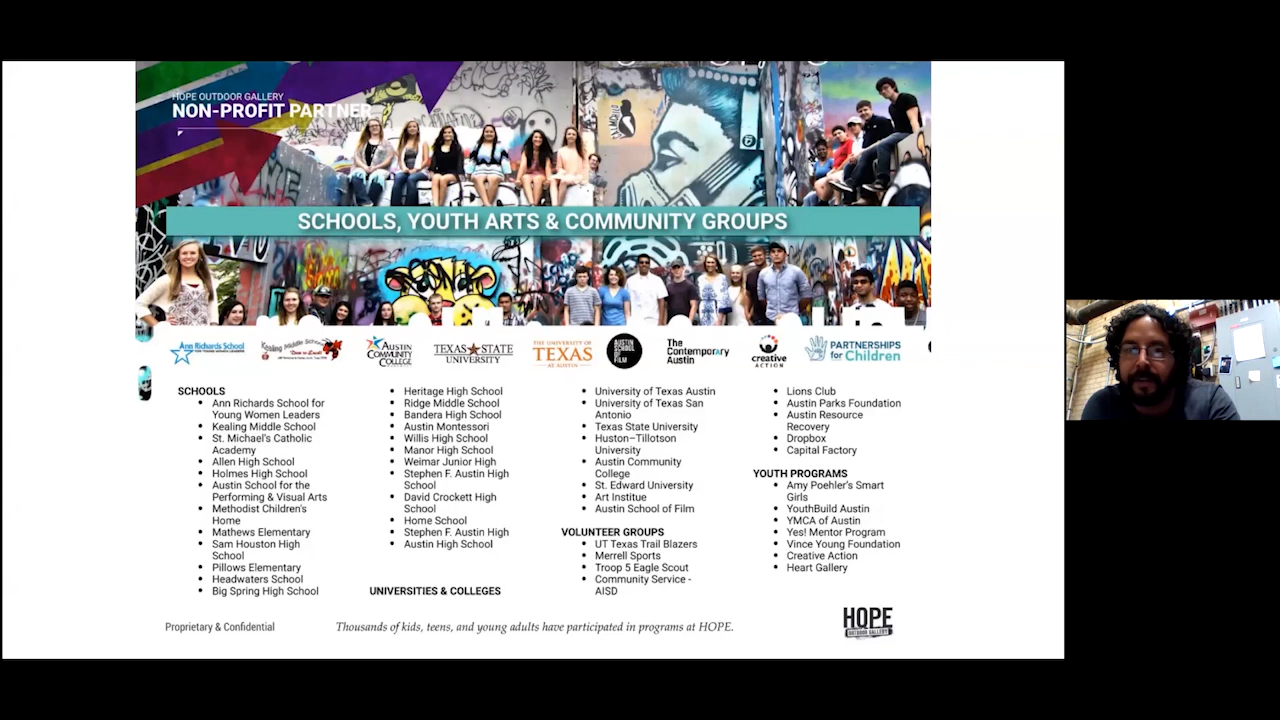 HOPE OUTDOOR GALLERY
NON-PROFIT PARTNER
SCHOOLS, YOUTH ARTS & COMMUNITY GROUPS
Ann Richards School
FOR YOUNG WOMEN LEADERS
Kealing Middle School
AUSTIN
COMMUNITY
COLLEGE
TEXAS STATE
UNIVERSITY
THE UNIVERSITY OF
TEXAS
AT AUSTIN
AUSTIN
SCHOOL
OF
FILM
The
Contemporary
Austin
creative
ACTION
PARTNERSHIPS
for Children
SCHOOLS
• Ann Richards School for
Young Women Leaders
• Kealing Middle School
• St. Michael's Catholic
Academy
• Allen High School
• Holmes High School
• Austin School for the
Performing & Visual Arts
• Methodist Children's
Home
• Mathews Elementary
• Sam Houston High
School
• Pillows Elementary
• Headwaters School
• Big Spring High School
• Heritage High School
• Ridge Middle School
• Bandera High School
• Austin Montessori
• Willis High School
• Manor High School
• Weimar Junior High
• Stephen F. Austin High
School
• David Crockett High
School
• Home School
• Stephen F. Austin High
• Austin High School
UNIVERSITIES & COLLEGES
• University of Texas Austin
• University of Texas San
Antonio
• Texas State University
• Huston–Tillotson
University
• Austin Community
College
• St. Edward University
• Art Institue
• Austin School of Film
VOLUNTEER GROUPS
• UT Texas Trail Blazers
• Merrell Sports
• Troop 5 Eagle Scout
• Community Service -
AISD
• Lions Club
• Austin Parks Foundation
• Austin Resource
Recovery
• Dropbox
• Capital Factory
YOUTH PROGRAMS
• Amy Poehler's Smart
Girls
• YouthBuild Austin
• YMCA of Austin
• Yes! Mentor Program
• Vince Young Foundation
• Creative Action
• Heart Gallery
Proprietary & Confidential
Thousands of kids, teens, and young adults have participated in programs at HOPE.
HOPE
OUTDOOR GALLERY